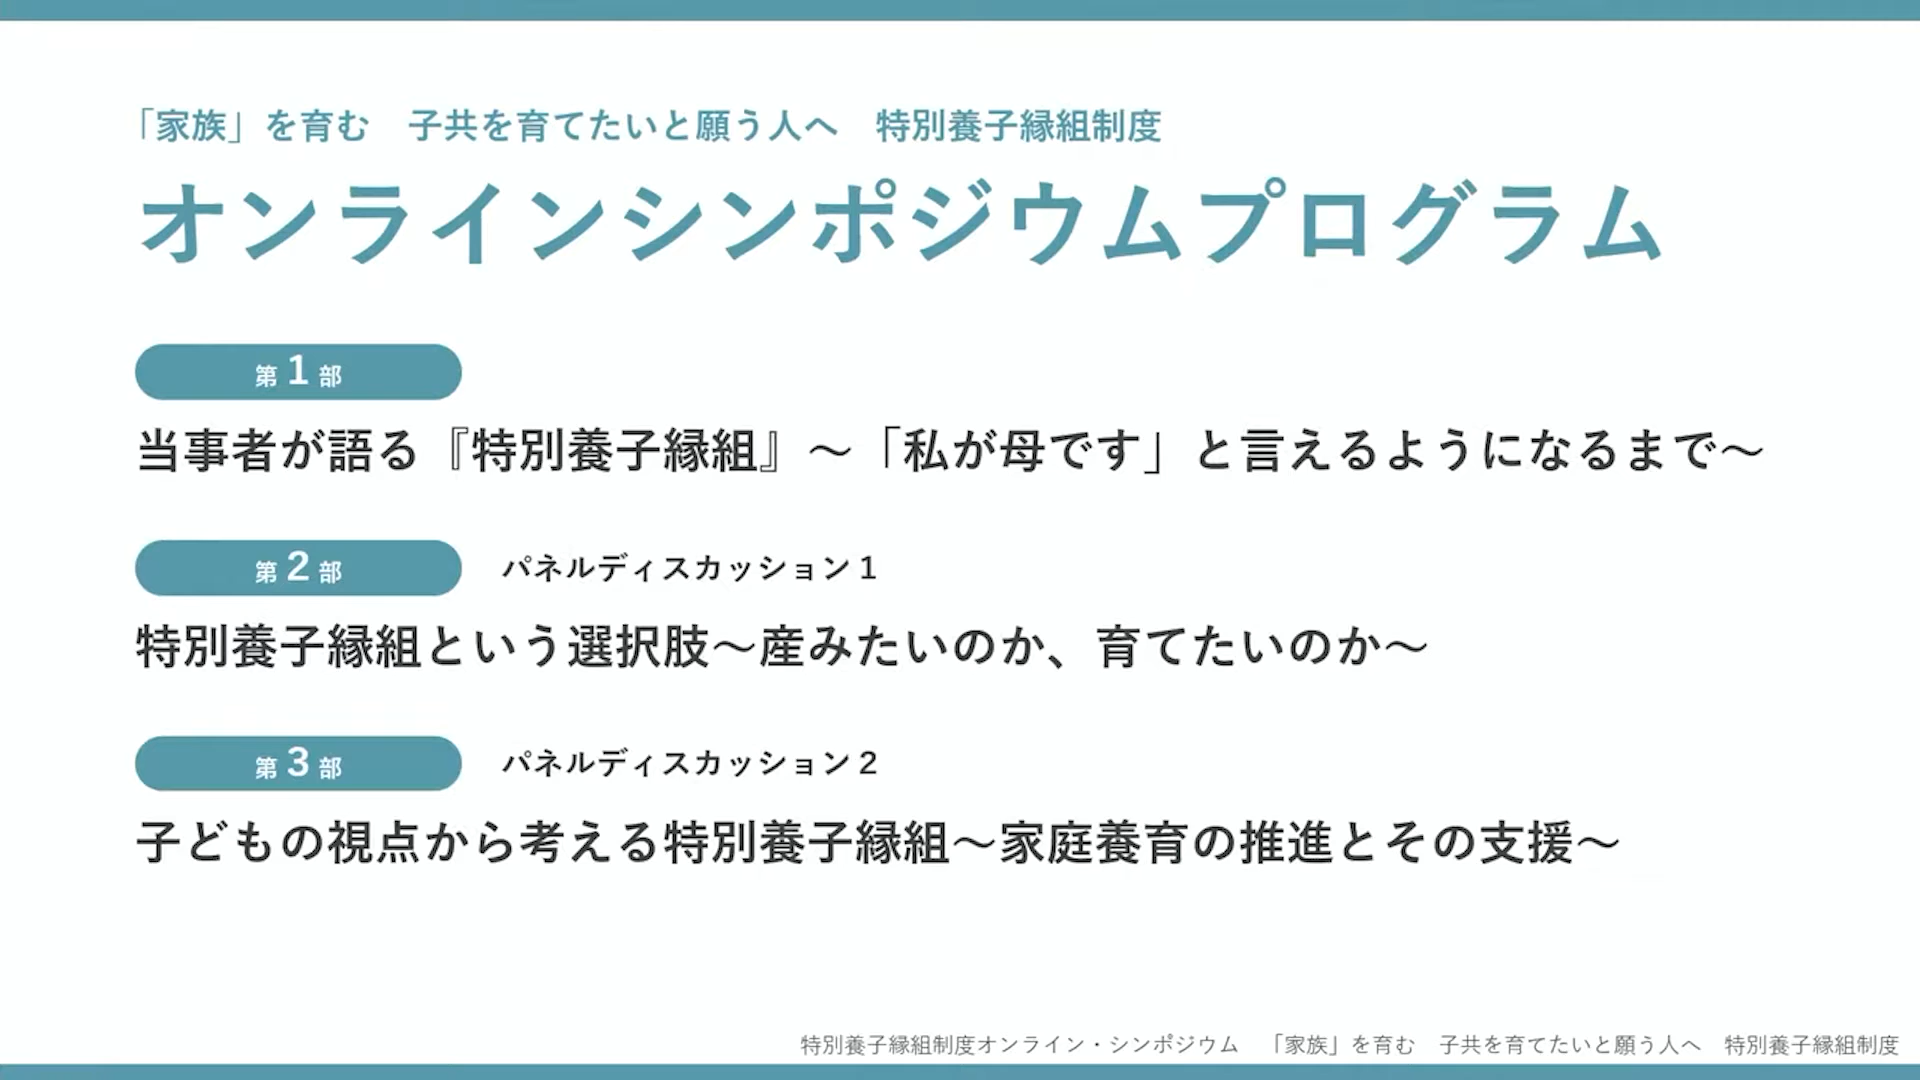 「家族」を育む　子共を育てたいと願う人へ　特別養子縁組制度
オンラインシンポジウムプログラム
第1部
当事者が語る『特別養子縁組』～「私が母です」と言えるようになるまで～
第2部　パネルディスカッション1
特別養子縁組という選択肢～産みたいのか、育てたいのか～
第3部　パネルディスカッション2
子どもの視点から考える特別養子縁組～家庭養育の推進とその支援～
特別養子縁組制度オンライン・シンポジウム　「家族」を育む　子共を育てたいと願う人へ　特別養子縁組制度